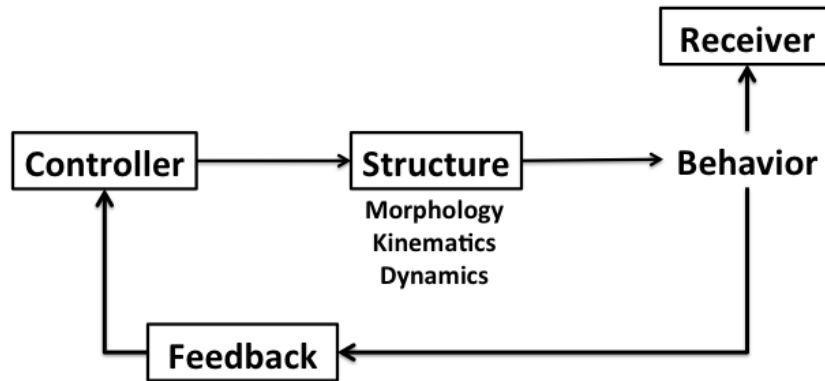 Receiver
Controller
Structure
Behavior
Morphology
Kinematics
Dynamics
Feedback